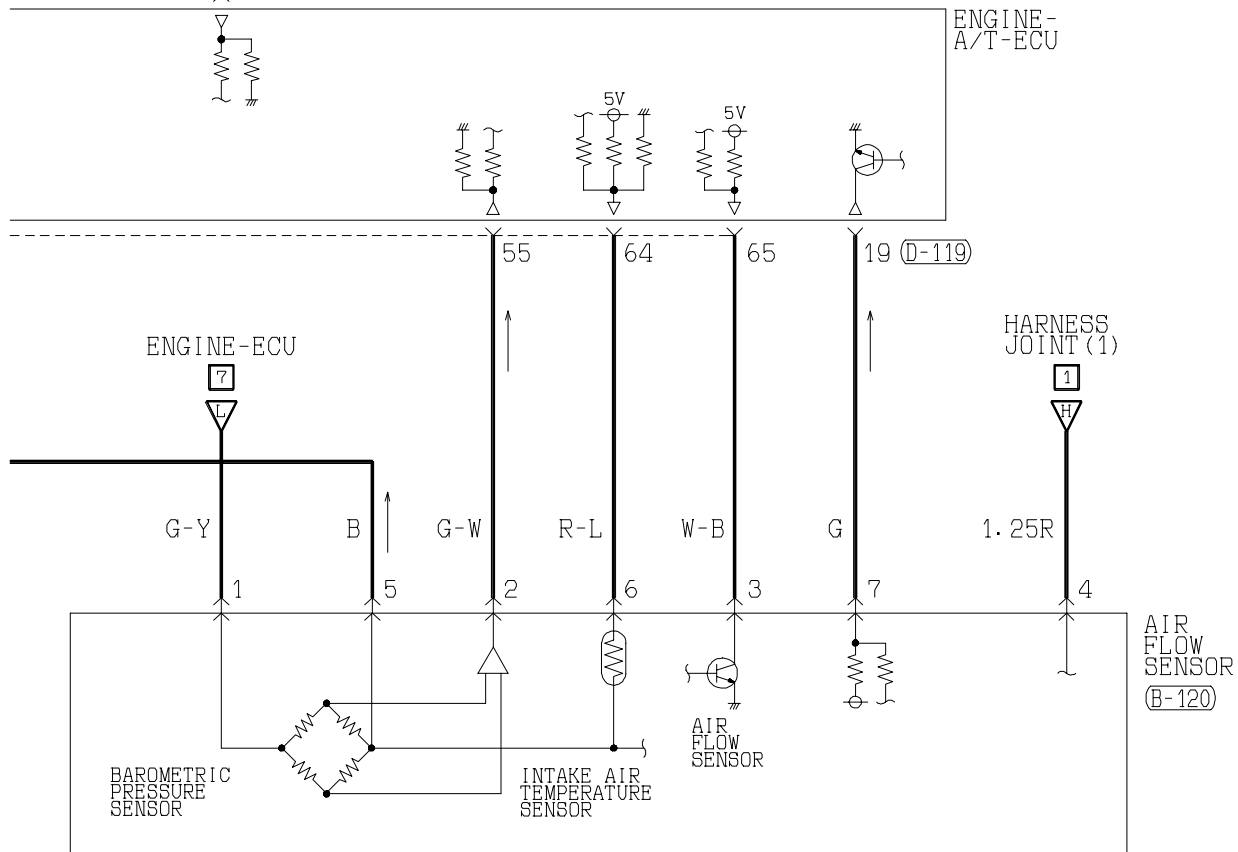 ENGINE-
A/T-ECU
5V
5V
55
64
65
19
(D-119)
ENGINE-ECU
7
L
HARNESS
JOINT(1)
1
H
G-Y
B
G-W
R-L
W-B
G
1.25R
1
5
2
6
3
7
4
AIR
FLOW
SENSOR
(B-120)
AIR
FLOW
SENSOR
BAROMETRIC
PRESSURE
SENSOR
INTAKE AIR
TEMPERATURE
SENSOR